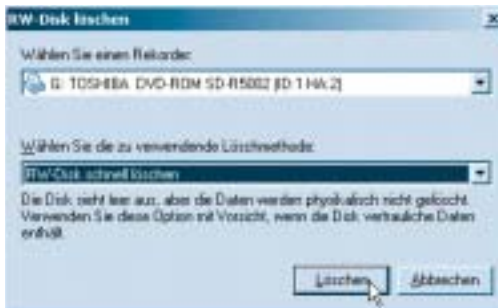 RW-Disk löschen
Wählen Sie einen Rekorder:
G: TOSHIBA DVD-ROM SD-R5002 [ID:1 HA:2]
Wählen Sie die zu verwendende Löschmethode:
RW-Disk schnell löschen
Die Disk sieht leer aus, aber die Daten werden physikalisch nicht gelöscht.
Verwenden Sie diese Option mit Vorsicht, wenn die Disk vertrauliche Daten
enthält.
Löschen
Abbrechen